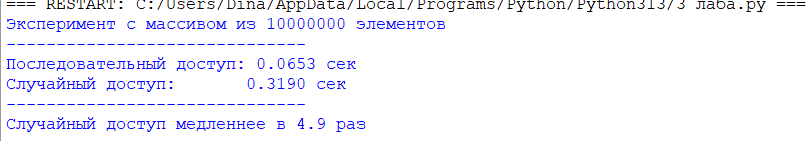 === RESTART: C:/Users/Dina/AppData/Local/Programs/Python/Python313/3 лаба.py ===
Эксперимент с массивом из 10000000 элементов
------------------------------
Последовательный доступ: 0.0653 сек
Случайный доступ:       0.3190 сек
------------------------------
Случайный доступ медленнее в 4.9 раз